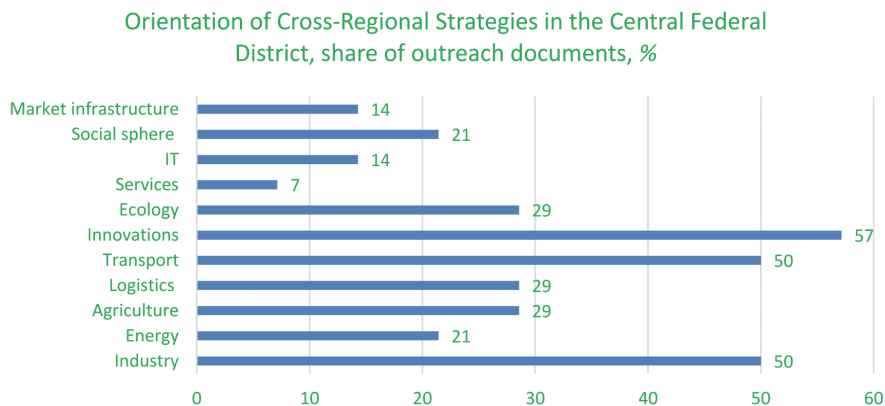 Orientation of Cross-Regional Strategies in the Central Federal
District, share of outreach documents, %
Market infrastructure 14
Social sphere 21
IT 14
Services 7
Ecology 29
Innovations 57
Transport 50
Logistics 29
Agriculture 29
Energy 21
Industry 50
0 10 20 30 40 50 60